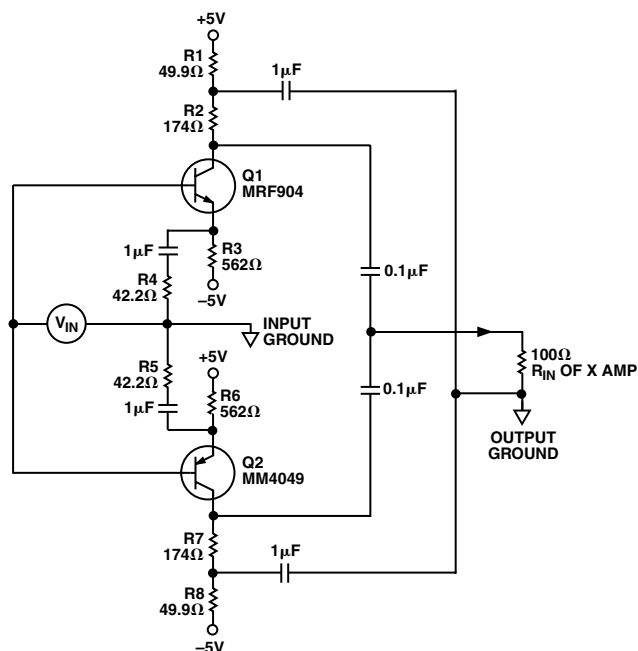 +5V
R1
49.9Ω
1µF
R2
174Ω
Q1
MRF904
1µF
R3
562Ω
R4
42.2Ω
–5V
0.1µF
VIN
INPUT
GROUND
100Ω
RIN OF X AMP
R5
42.2Ω
+5V
1µF
R6
562Ω
0.1µF
OUTPUT
GROUND
Q2
MM4049
R7
174Ω
1µF
R8
49.9Ω
–5V